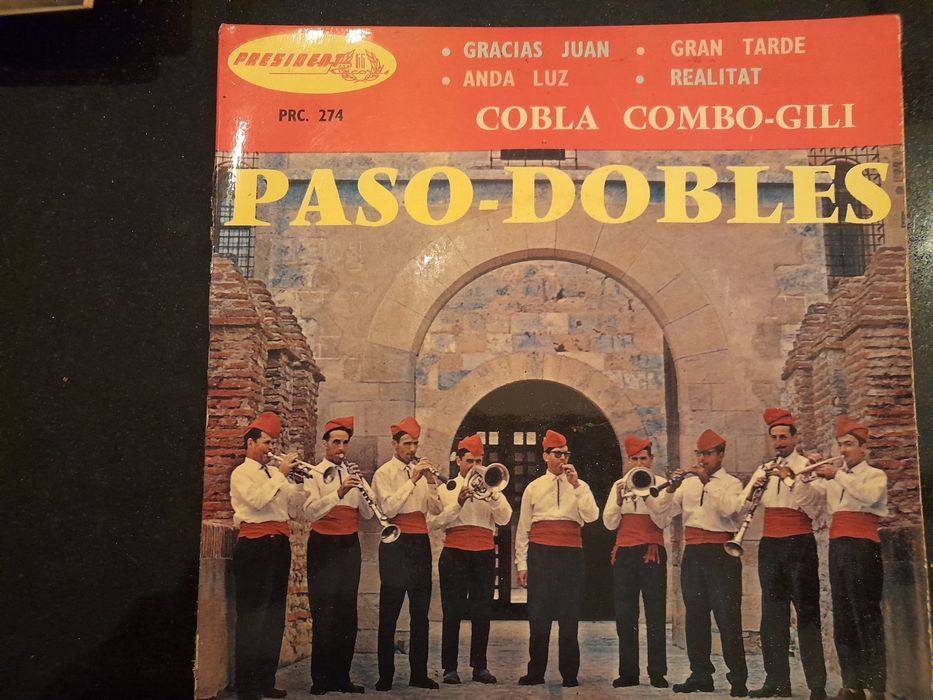 PRESIDENT
• GRACIAS JUAN • GRAN TARDE
• ANDA LUZ • REALITAT
PRC. 274
COBLA COMBO-GILI
PASO-DOBLES